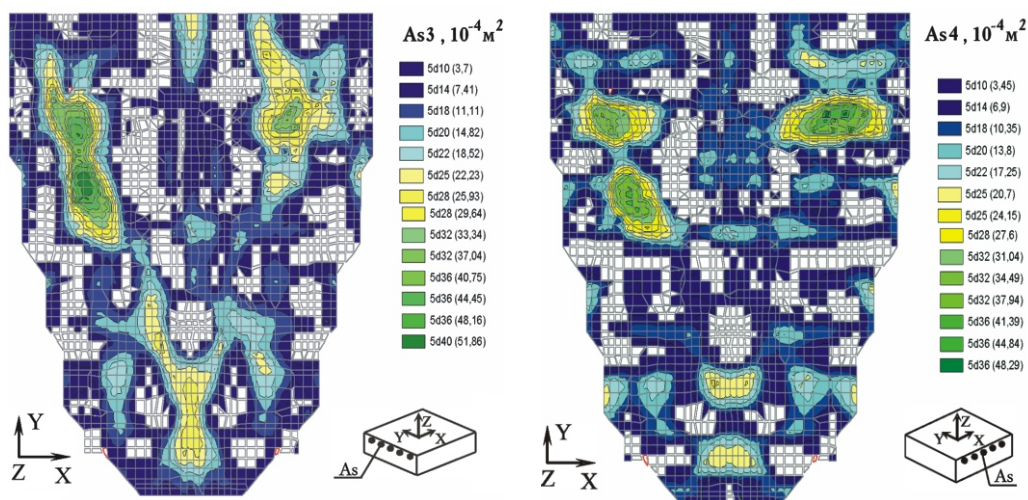 As3 , 10⁻⁴м²
5d10 (3,7)
5d14 (7,41)
5d18 (11,11)
5d20 (14,82)
5d22 (18,52)
5d25 (22,23)
5d28 (25,93)
5d28 (29,64)
5d32 (33,34)
5d32 (37,04)
5d36 (40,75)
5d36 (44,45)
5d36 (48,16)
5d40 (51,86)
Y
Z
X
Z
Y
X
As
As4 , 10⁻⁴м²
5d10 (3,45)
5d14 (6,9)
5d18 (10,35)
5d20 (13,8)
5d22 (17,25)
5d25 (20,7)
5d25 (24,15)
5d28 (27,6)
5d32 (31,04)
5d32 (34,49)
5d32 (37,94)
5d36 (41,39)
5d36 (44,84)
5d36 (48,29)
Y
Z
X
Z
Y
X
As